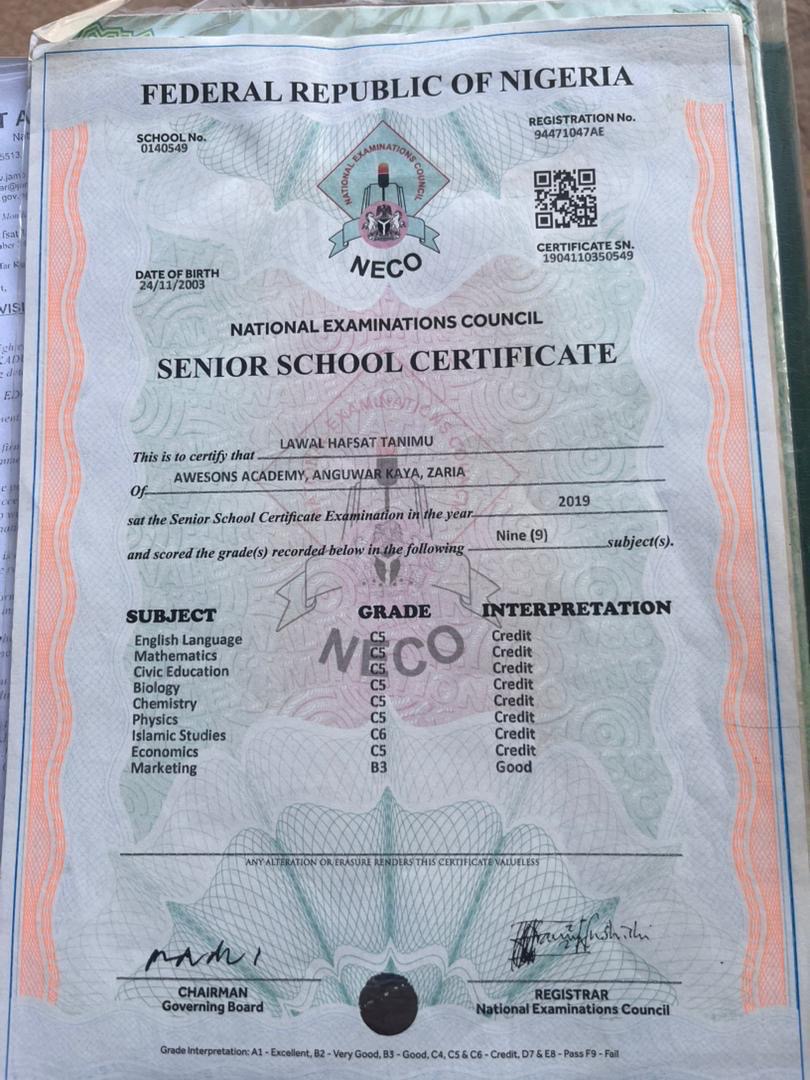 FEDERAL REPUBLIC OF NIGERIA
SCHOOL No.
0140549
REGISTRATION No.
94471047AE
NATIONAL EXAMINATIONS COUNCIL
NECO
CERTIFICATE SN.
1904110350549
DATE OF BIRTH
24/11/2003
NATIONAL EXAMINATIONS COUNCIL
SENIOR SCHOOL CERTIFICATE
This is to certify that LAWAL HAFSAT TANIMU
Of AWESONS ACADEMY, ANGUWAR KAYA, ZARIA
sat the Senior School Certificate Examination in the year 2019
and scored the grade(s) recorded below in the following Nine (9) subject(s).
SUBJECT GRADE INTERPRETATION
English Language C5 Credit
Mathematics C5 Credit
Civic Education C5 Credit
Biology C5 Credit
Chemistry C5 Credit
Physics C5 Credit
Islamic Studies C6 Credit
Economics C5 Credit
Marketing B3 Good
NECO
ANY ALTERATION OR ERASURE RENDERS THIS CERTIFICATE VALUELESS
CHAIRMAN
Governing Board
REGISTRAR
National Examinations Council
Grade Interpretation: A1 - Excellent, B2 - Very Good, B3 - Good, C4, C5 & C6 - Credit, D7 & E8 - Pass F9 - Fail